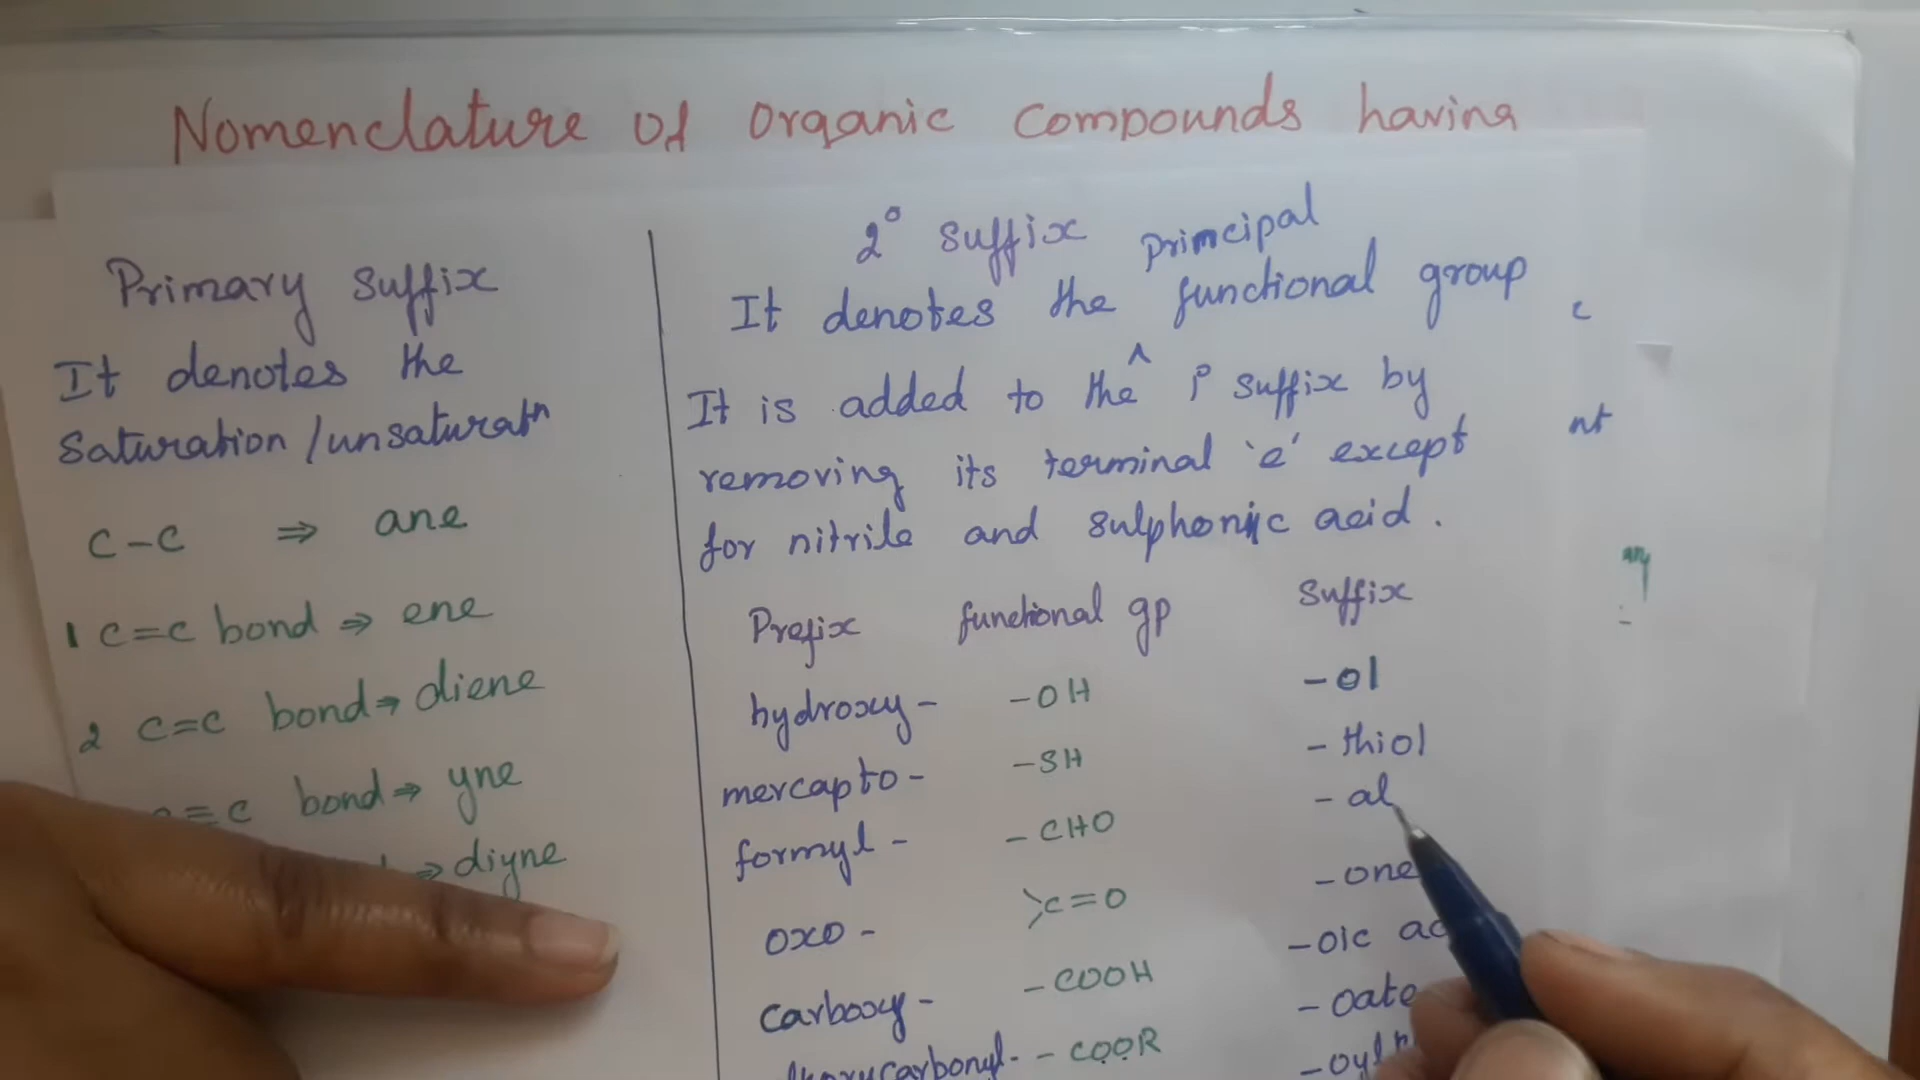 Nomenclature of Organic Compounds having
Primary Suffix
It denotes the
Saturation/unsaturatn
C-C ⇒ ane
1 C=C bond ⇒ ene
2 C=C bond ⇒ diene
≡C bond ⇒ yne
⇒ diyne
2° Suffix
principal
It denotes the functional group
It is added to the ^ 1° suffix by
removing its terminal 'e' except
for nitrile and sulphonic acid.
Prefix functional gp Suffix
hydroxy- -OH -ol
mercapto- -SH -thiol
formyl- -CHO -al
oxo- >C=O -one
carboxy- -COOH -oic
-COOR -oate
c
nt
any